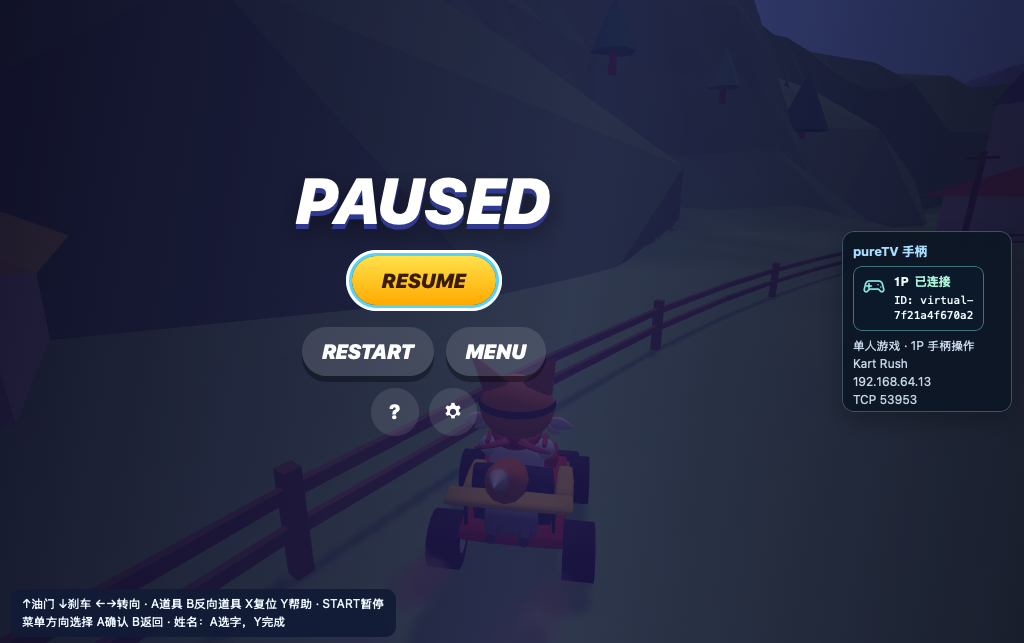 PAUSED
RESUME
RESTART
MENU
?
pureTV 手柄
1P 已连接
ID: virtual-
7f21a4f670a2
单人游戏 · 1P 手柄操作
Kart Rush
192.168.64.13
TCP 53953
↑油门 ↓刹车 ←→转向 · A道具 B反向道具 X复位 Y帮助 · START暂停
菜单方向选择 A确认 B返回 · 姓名：A选字，Y完成